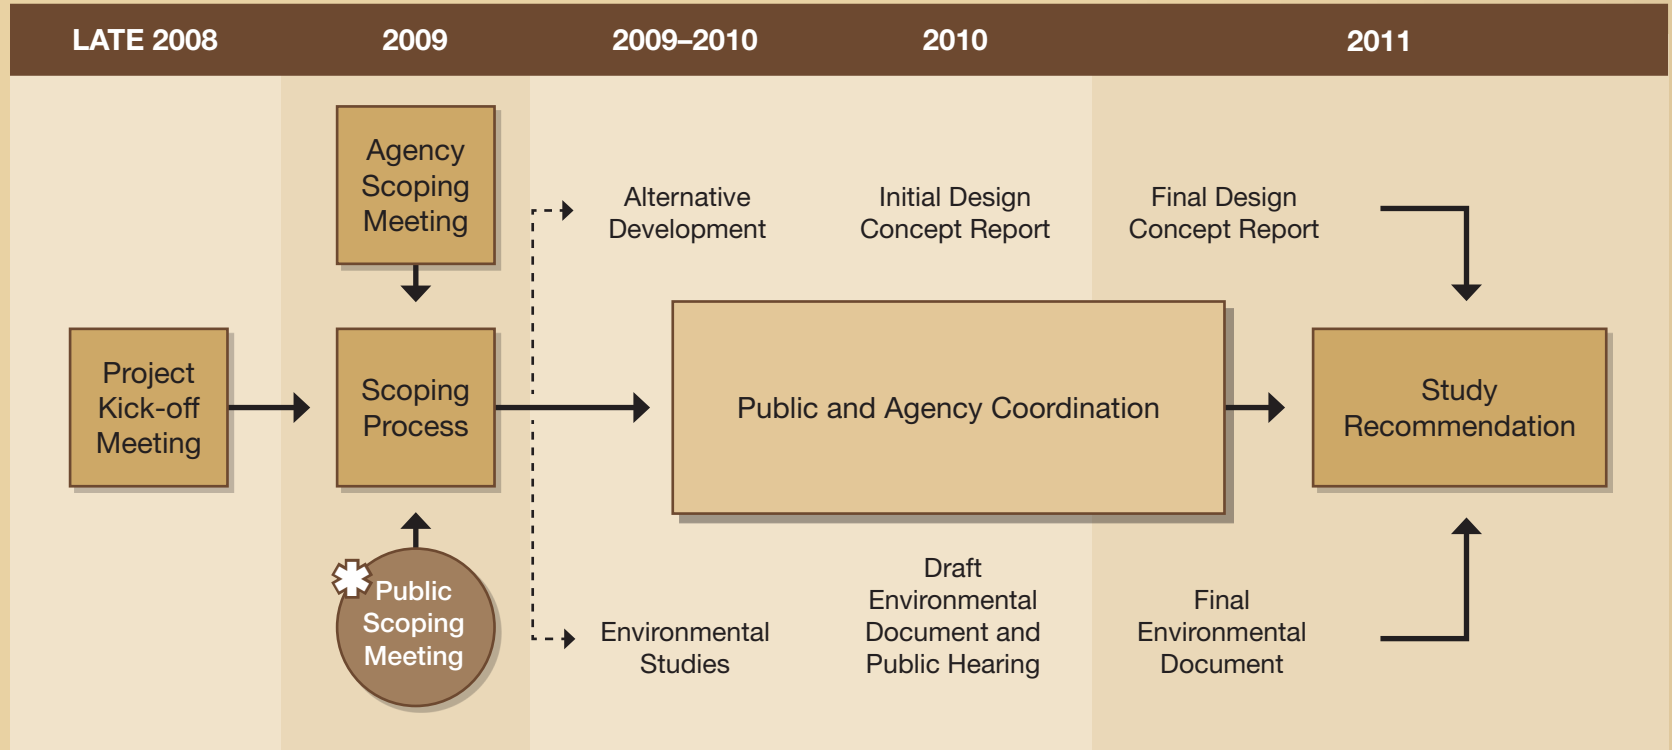 LATE 2008
2009
2009–2010
2010
2011
Agency
Scoping
Meeting
Alternative
Development
Initial Design
Concept Report
Final Design
Concept Report
Project
Kick-off
Meeting
Scoping
Process
Public and Agency Coordination
Study
Recommendation
Public
Scoping
Meeting
Environmental
Studies
Draft
Environmental
Document and
Public Hearing
Final
Environmental
Document